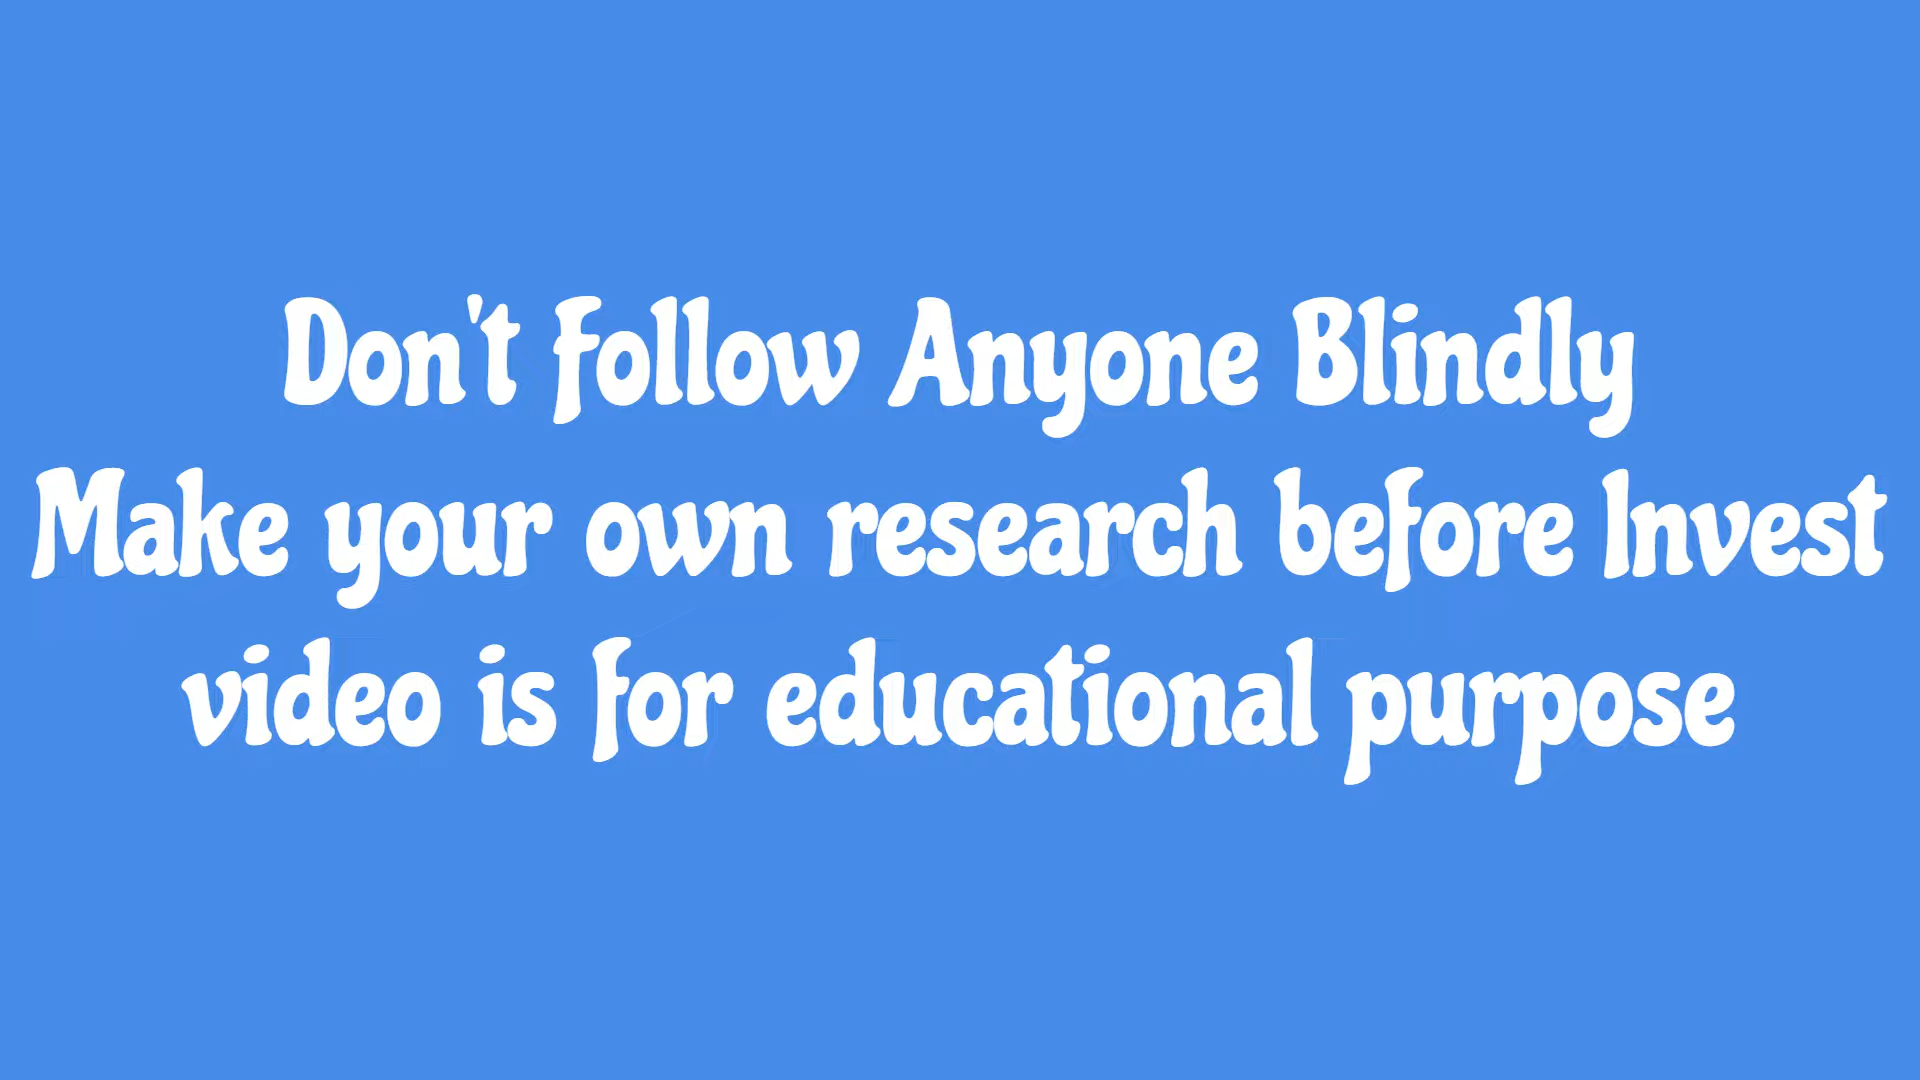 Don't Follow Anyone Blindly
Make your own research before Invest
video is for educational purpose